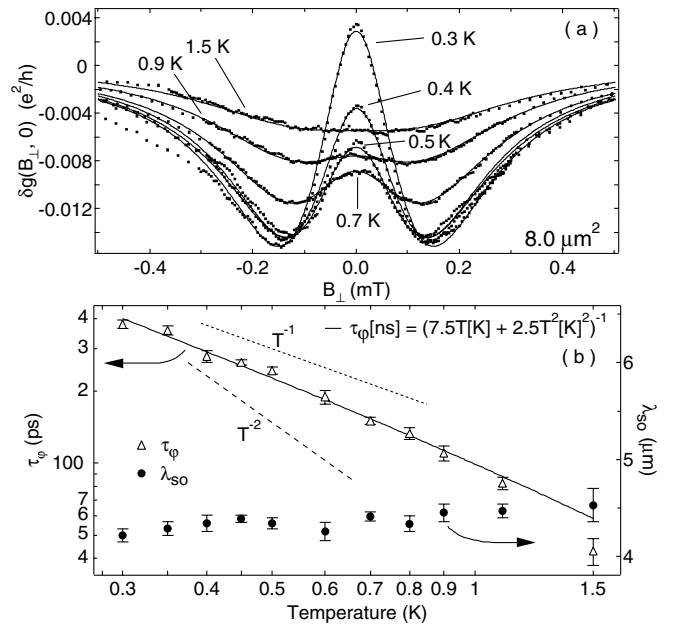 0.004
0
-0.004
-0.008
-0.012
δg(B⊥, 0) (e²/h)
( a )
1.5 K
0.9 K
0.3 K
0.4 K
0.5 K
0.7 K
8.0 μm²
-0.4 -0.2 0.0 0.2 0.4
B⊥ (mT)
4
3
2
100
6
5
4
τφ (ps)
T⁻¹
— τφ[ns] = (7.5T[K] + 2.5T²[K]²)⁻¹
( b )
T⁻²
△ τφ
● λso
6
5
4
λso (μm)
0.3 0.4 0.5 0.6 0.7 0.8 0.9 1 1.5
Temperature (K)